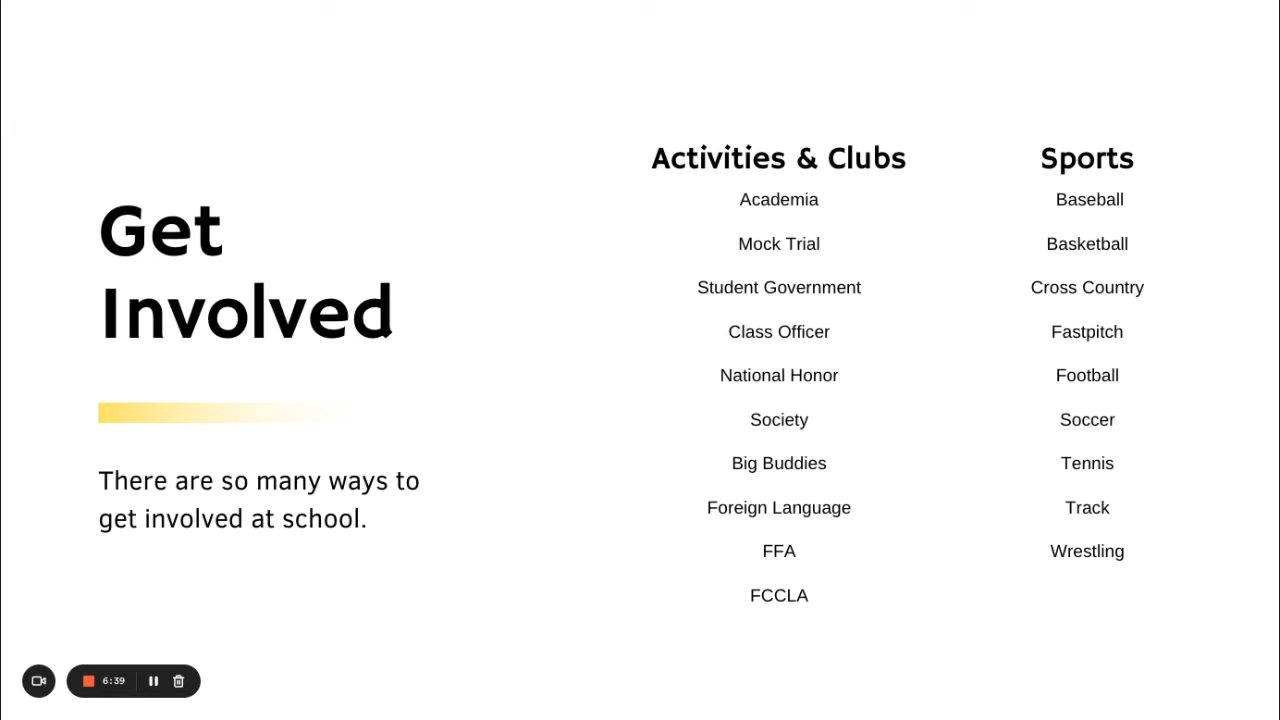 Get
Involved
There are so many ways to
get involved at school.
Activities & Clubs
Academia
Mock Trial
Student Government
Class Officer
National Honor
Society
Big Buddies
Foreign Language
FFA
FCCLA
Sports
Baseball
Basketball
Cross Country
Fastpitch
Football
Soccer
Tennis
Track
Wrestling
6:39